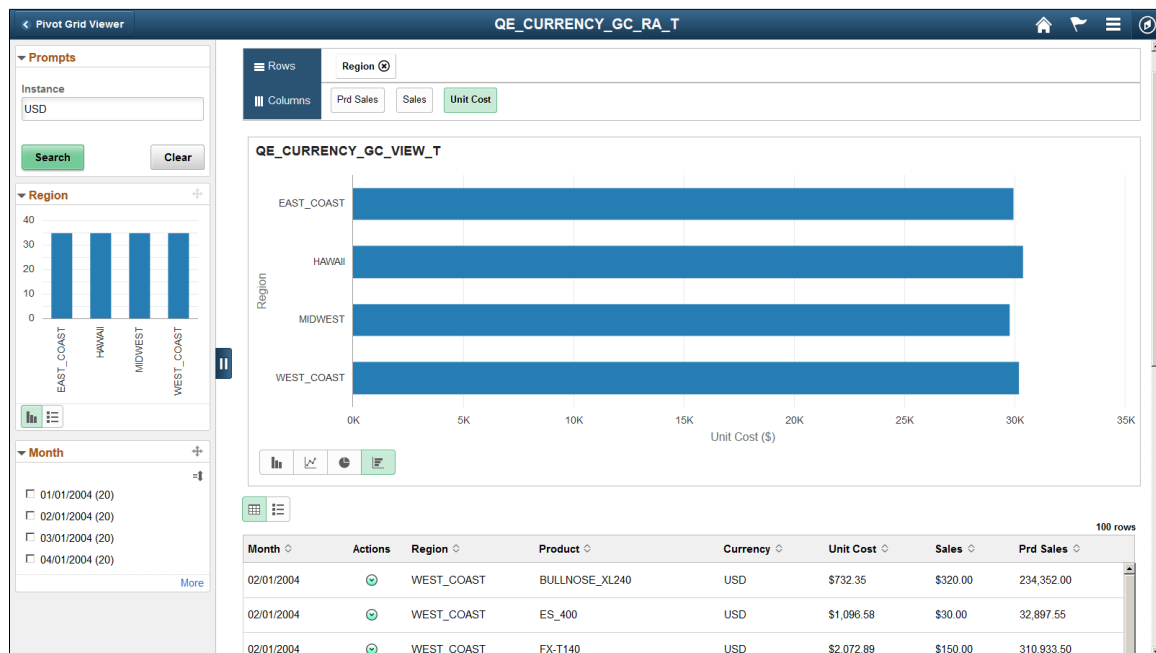 Pivot Grid Viewer
QE_CURRENCY_GC_RA_T
Prompts
Instance
USD
Search Clear
Region
40
30
20
10
0
EAST_COAST
HAWAII
MIDWEST
WEST_COAST
Month
01/01/2004 (20)
02/01/2004 (20)
03/01/2004 (20)
04/01/2004 (20)
More
Rows Region
Columns Prd Sales Sales Unit Cost
QE_CURRENCY_GC_VIEW_T
Region
EAST_COAST
HAWAII
MIDWEST
WEST_COAST
0K 5K 10K 15K 20K 25K 30K 35K
Unit Cost ($)
100 rows
Month Actions Region Product Currency Unit Cost Sales Prd Sales
02/01/2004 WEST_COAST BULLNOSE_XL240 USD $732.35 $320.00 234,352.00
02/01/2004 WEST_COAST ES_400 USD $1,096.58 $30.00 32,897.55
02/01/2004 WEST_COAST FX-T140 USD $2,072.89 $150.00 310,933.50